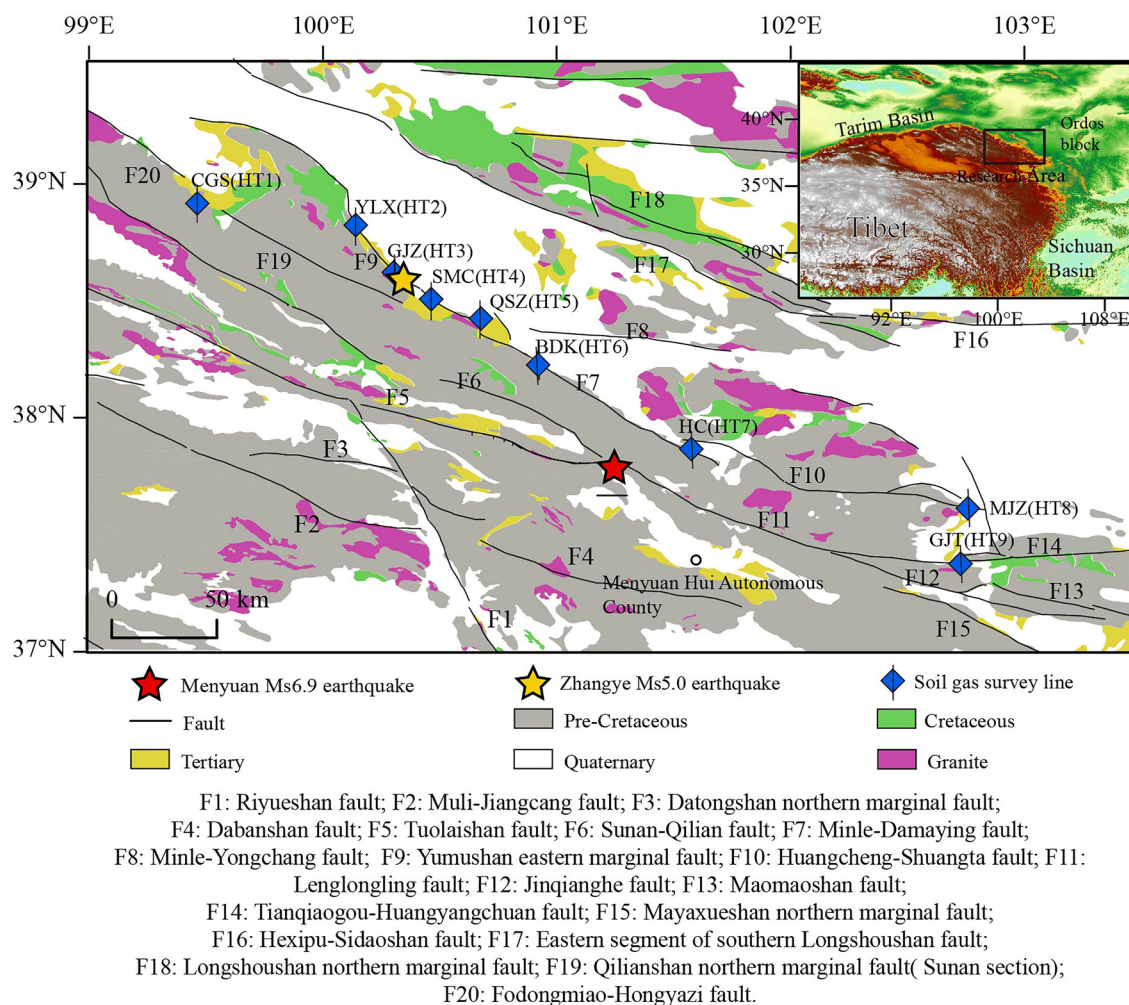 99°E 100°E 101°E 102°E 103°E
40°N
Tarim Basin
Ordos
block
39°N
F20
CGS(HT1)
35°N
Research Area
F18
YLX(HT2)
Tibet
F19
F9
GJZ(HT3)
30°N
Sichuan
Basin
F17
SMC(HT4)
QSZ(HT5)
92°E 100°E 108°E
F8
F16
BDK(HT6)
F6
F7
F5
38°N
HC(HT7)
F3
F10
MJZ(HT8)
F2
F11
GJT(HT9)
F14
F4
Menyuan Hui Autonomous
County
F12
F13
0 50 km
F1
F15
37°N
Menyuan Ms6.9 earthquake
Zhangye Ms5.0 earthquake
Soil gas survey line
Fault
Pre-Cretaceous
Cretaceous
Tertiary
Quaternary
Granite
F1: Riyueshan fault; F2: Muli-Jiangcang fault; F3: Datongshan northern marginal fault;
F4: Dabanshan fault; F5: Tuolaishan fault; F6: Sunan-Qilian fault; F7: Minle-Damaying fault;
F8: Minle-Yongchang fault; F9: Yumushan eastern marginal fault; F10: Huangcheng-Shuangta fault; F11:
Lenglongling fault; F12: Jinqianghe fault; F13: Maomaoshan fault;
F14: Tianqiaogou-Huangyangchuan fault; F15: Mayaxueshan northern marginal fault;
F16: Hexipu-Sidaoshan fault; F17: Eastern segment of southern Longshoushan fault;
F18: Longshoushan northern marginal fault; F19: Qilianshan northern marginal fault( Sunan section);
F20: Fodongmiao-Hongyazi fault.